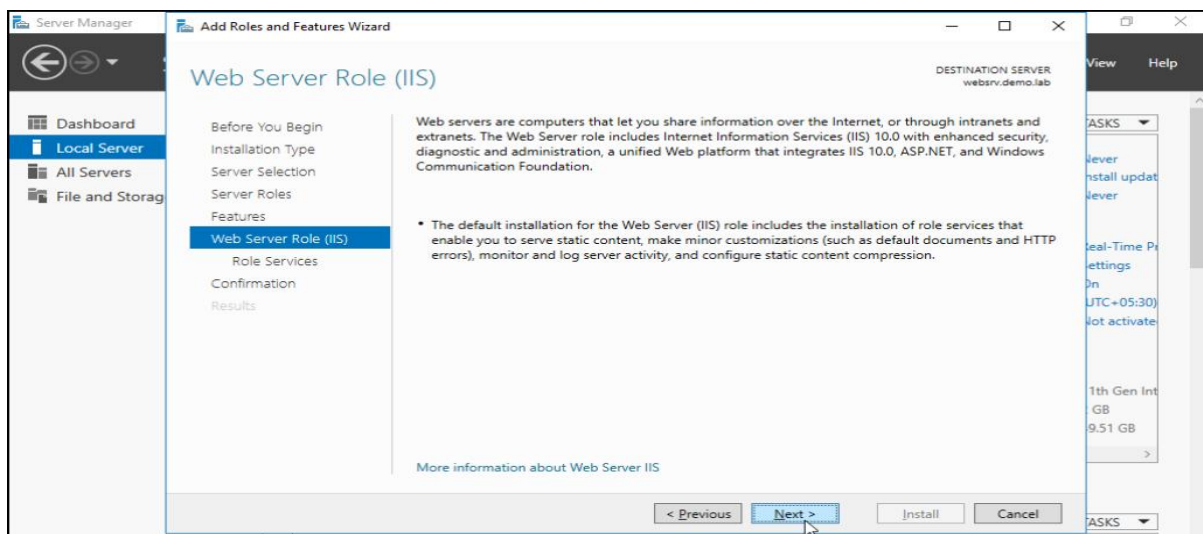 Server Manager
Add Roles and Features Wizard
View Help
Web Server Role (IIS)
DESTINATION SERVER
websrv.demo.lab
Dashboard
Local Server
All Servers
File and Storag
Before You Begin
Installation Type
Server Selection
Server Roles
Features
Web Server Role (IIS)
Role Services
Confirmation
Results
Web servers are computers that let you share information over the Internet, or through intranets and
extranets. The Web Server role includes Internet Information Services (IIS) 10.0 with enhanced security,
diagnostic and administration, a unified Web platform that integrates IIS 10.0, ASP.NET, and Windows
Communication Foundation.
• The default installation for the Web Server (IIS) role includes the installation of role services that
enable you to serve static content, make minor customizations (such as default documents and HTTP
errors), monitor and log server activity, and configure static content compression.
More information about Web Server IIS
< Previous Next > Install Cancel
TASKS
Never
nstall updat
Never
Real-Time Pr
ettings
On
UTC+05:30)
Not activate
1th Gen Int
GB
9.51 GB
TASKS